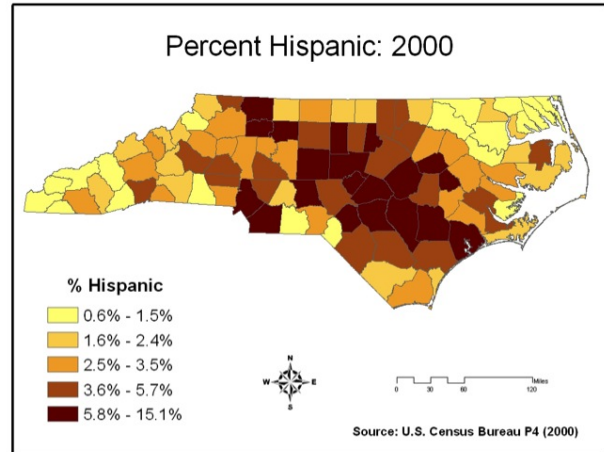 Percent Hispanic: 2000
% Hispanic
0.6% - 1.5%
1.6% - 2.4%
2.5% - 3.5%
3.6% - 5.7%
5.8% - 15.1%
N
W E
S
Miles
0 15 30 60 120
Source: U.S. Census Bureau P4 (2000)